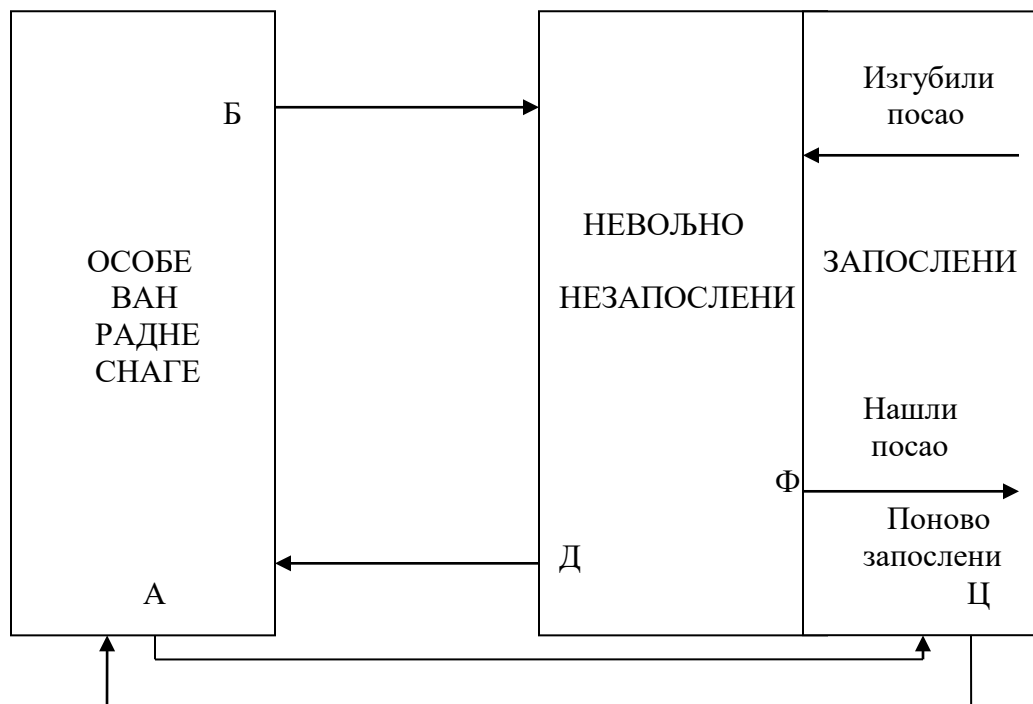 Б
ОСОБЕ
ВАН
РАДНЕ
СНАГЕ
А
НЕВОЉНО
НЕЗАПОСЛЕНИ
Д
Ф
Изгубили
посао
ЗАПОСЛЕНИ
Нашли
посао
Поново
запослени
Ц